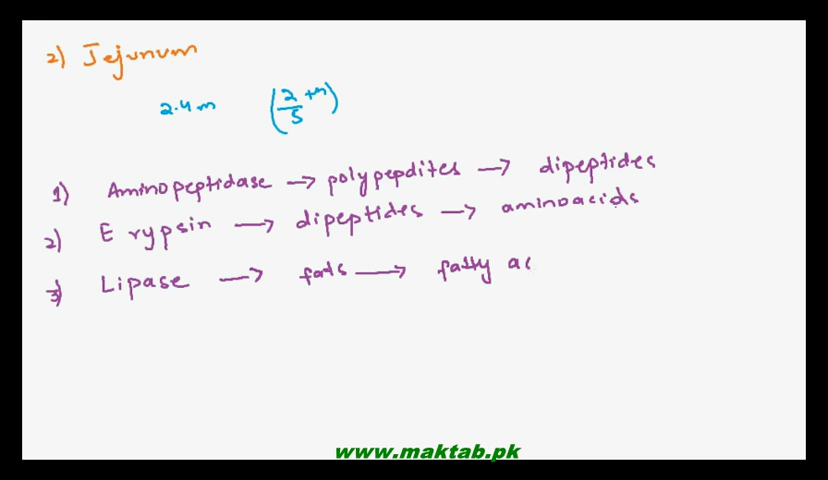 2) Jejunum
2.4 m (2/5 th)
1) Aminopeptidase → polypepdites → dipeptides
2) Erypsin → dipeptides → aminoacids
3) Lipase → fats → fatty ac
www.maktab.pk